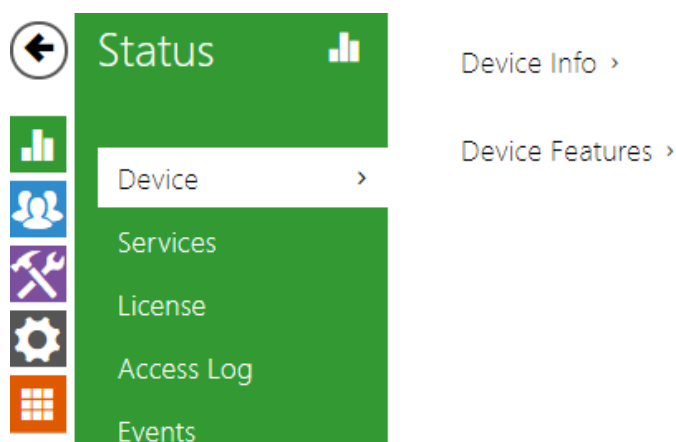 Status
Device
Services
License
Access Log
Events
Device Info
Device Features